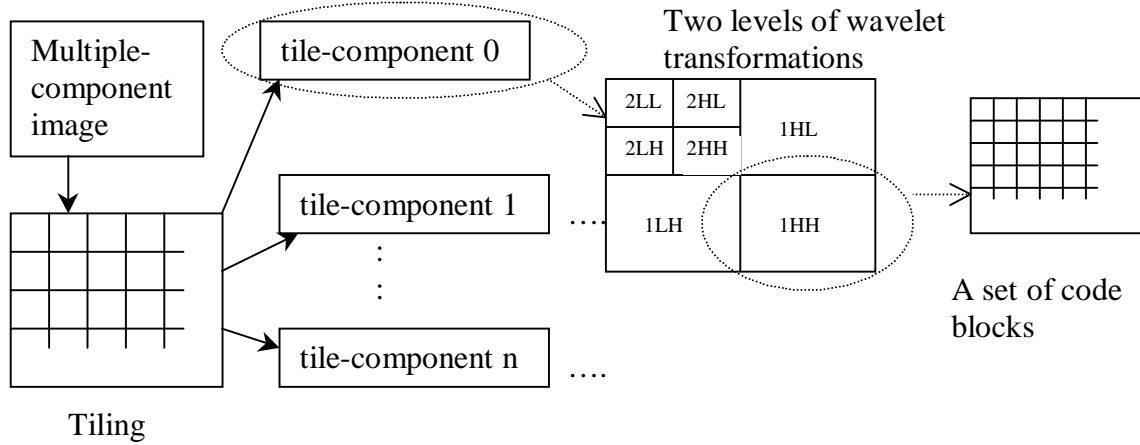 Multiple-
component
image
tile-component 0
Two levels of wavelet
transformations
2LL
2HL
1HL
2LH
2HH
tile-component 1
....
1LH
1HH
:
:
A set of code
blocks
tile-component n
....
Tiling